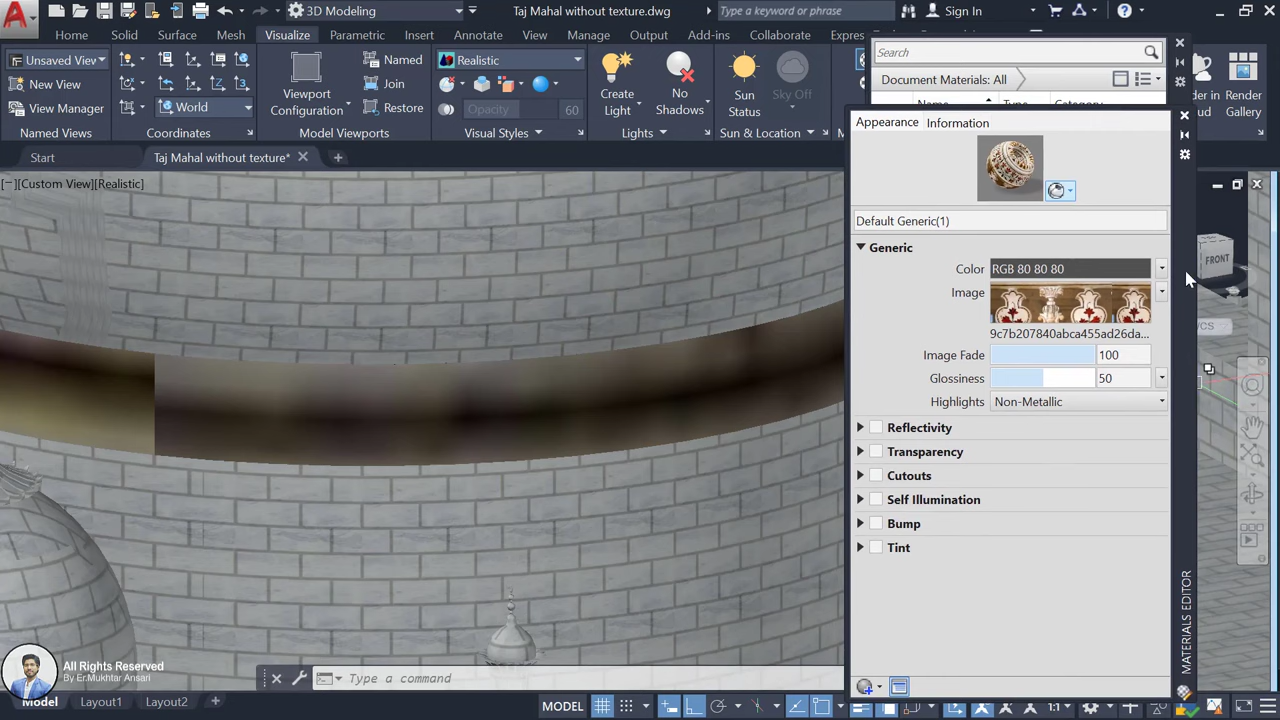 3D Modeling
Taj Mahal without texture.dwg
Type a keyword or phrase
Sign In
Home
Solid
Surface
Mesh
Visualize
Parametric
Insert
Annotate
View
Manage
Output
Add-ins
Collaborate
Expres
Unsaved View
New View
View Manager
Named Views
World
Coordinates
Viewport
Configuration
Named
Join
Restore
Model Viewports
Realistic
Opacity
60
Visual Styles
Create
Light
No
Shadows
Lights
Sun
Status
Sky Off
Sun & Location
Search
Document Materials: All
Name
Type
Category
Render
Gallery
Start
Taj Mahal without texture*
[−][Custom View][Realistic]
Appearance
Information
Default Generic(1)
Generic
Color
RGB 80 80 80
Image
9c7b207840abca455ad26da...
Image Fade
100
Glossiness
50
Highlights
Non-Metallic
Reflectivity
Transparency
Cutouts
Self Illumination
Bump
Tint
MATERIALS EDITOR
FRONT
All Rights Reserved
By Er.Mukhtar Ansari
Type a command
Model
Layout1
Layout2
MODEL
1:1